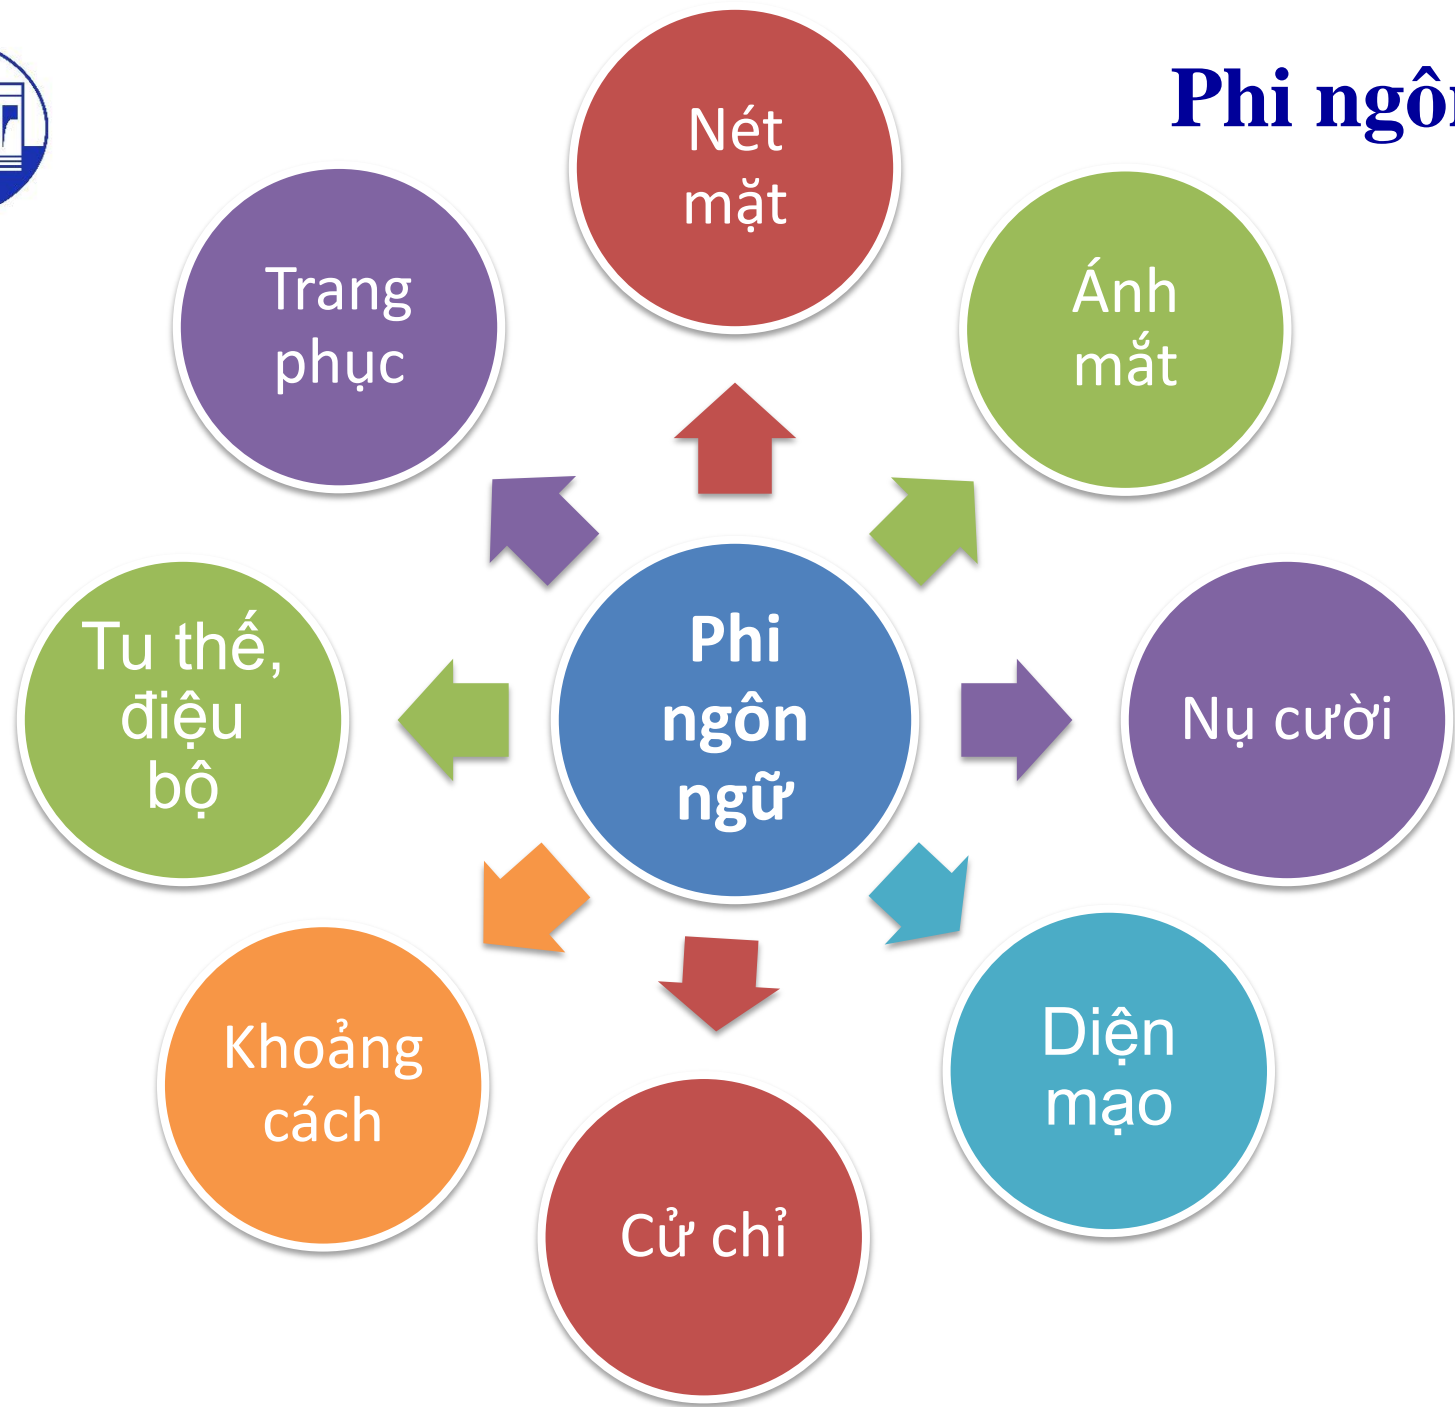 Phi ngôn
Nét
mặt
Ánh
mắt
Nụ cười
Diện
mạo
Cử chỉ
Khoảng
cách
Tu thế,
điệu
bộ
Trang
phục
Phi
ngôn
ngữ